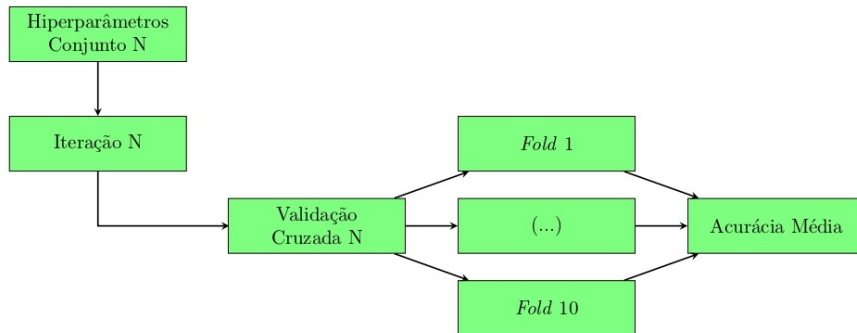 Hiperparâmetros
Conjunto N
Iteração N
Validação
Cruzada N
Fold 1
(...)
Fold 10
Acurácia Média